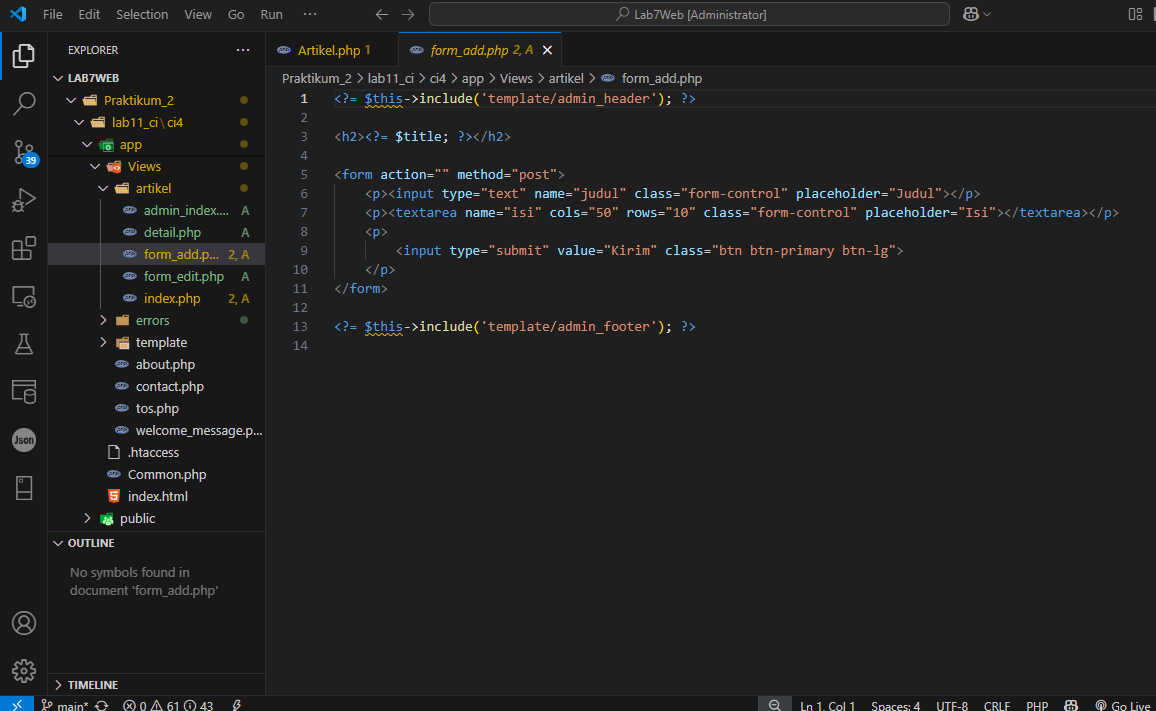 File Edit Selection View Go Run ··· Lab7Web [Administrator]
EXPLORER ···
LAB7WEB
Praktikum_2
lab11_ci\ci4
app
Views
artikel
admin_index.... A
detail.php A
form_add.p... 2, A
form_edit.php A
index.php 2, A
errors
template
about.php
contact.php
tos.php
welcome_message.p...
.htaccess
Common.php
index.html
public
OUTLINE
No symbols found in
document 'form_add.php'
TIMELINE
39
Json
Artikel.php 1 form_add.php 2, A
Praktikum_2 > lab11_ci > ci4 > app > Views > artikel > form_add.php
1 <?= $this->include('template/admin_header'); ?>
2
3 <h2><?= $title; ?></h2>
4
5 <form action="" method="post">
6 <p><input type="text" name="judul" class="form-control" placeholder="Judul"></p>
7 <p><textarea name="isi" cols="50" rows="10" class="form-control" placeholder="Isi"></textarea></p>
8 <p>
9 <input type="submit" value="Kirim" class="btn btn-primary btn-lg">
10 </p>
11 </form>
12
13 <?= $this->include('template/admin_footer'); ?>
14
main* 0 61 43 Ln 1, Col 1 Spaces: 4 UTF-8 CRLF PHP Go Live